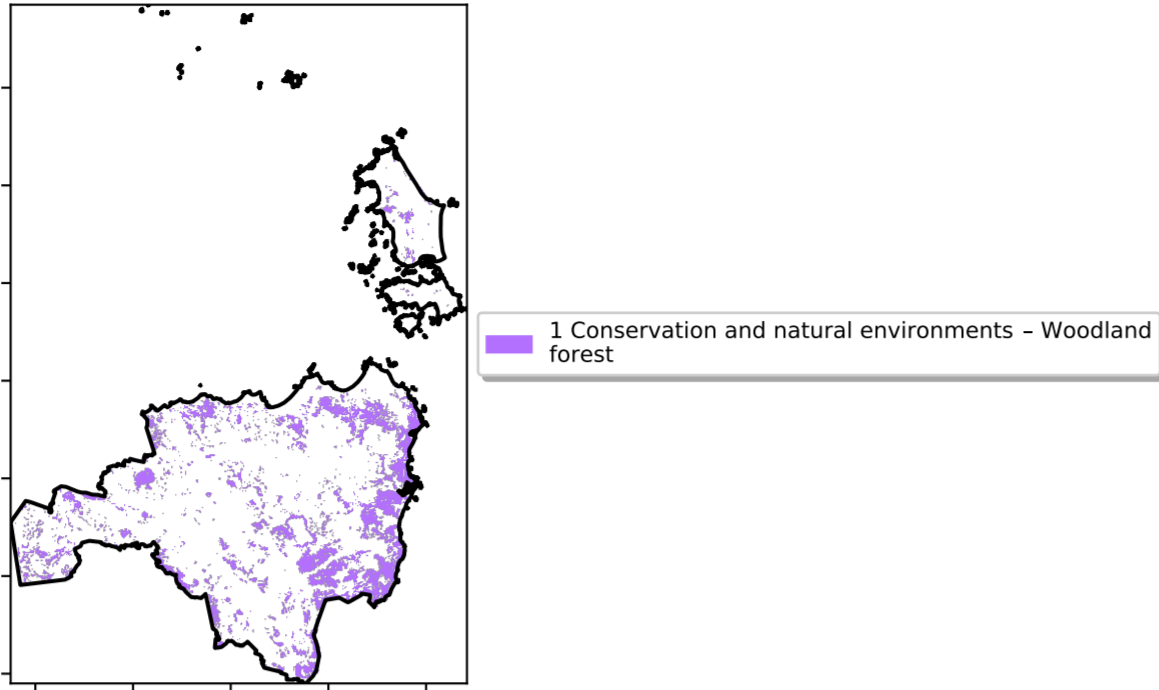 1 Conservation and natural environments – Woodland
forest